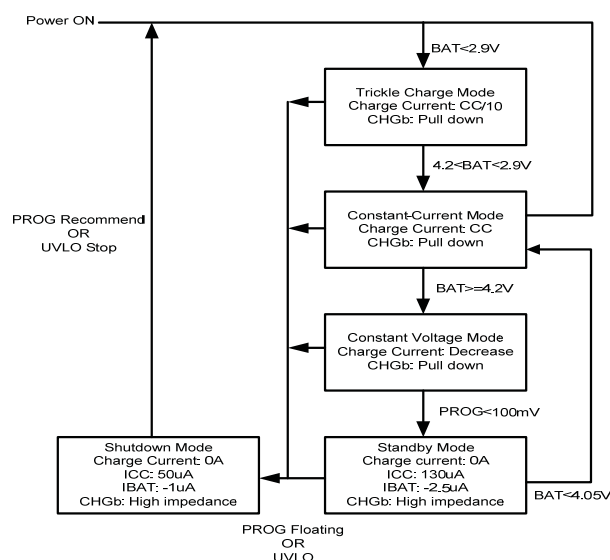 Power ON
BAT<2.9V
Trickle Charge Mode
Charge Current: CC/10
CHGb: Pull down
4.2<BAT<2.9V
PROG Recommend
OR
UVLO Stop
Constant-Current Mode
Charge Current: CC
CHGb: Pull down
BAT>=4.2V
Constant Voltage Mode
Charge Current: Decrease
CHGb: Pull down
PROG<100mV
Shutdown Mode
Charge Current: 0A
ICC: 50uA
IBAT: -1uA
CHGb: High impedance
Standby Mode
Charge current: 0A
ICC: 130uA
IBAT: -2.5uA
CHGb: High impedance
BAT<4.05V
PROG Floating
OR
UVLO